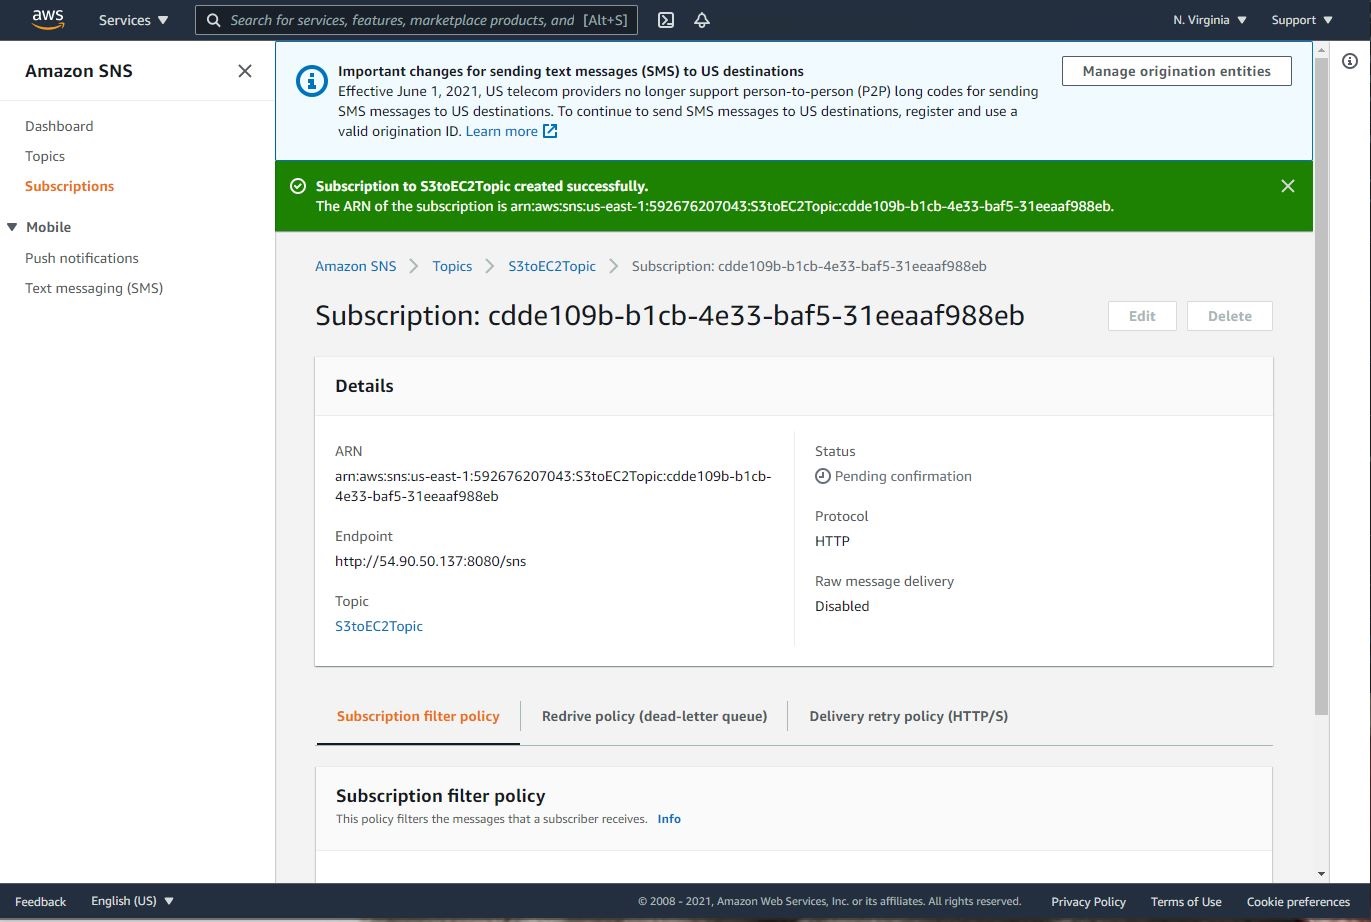 aws
Services
Search for services, features, marketplace products, and [Alt+S]
N. Virginia
Support
Amazon SNS
Dashboard
Topics
Subscriptions
Mobile
Push notifications
Text messaging (SMS)
Important changes for sending text messages (SMS) to US destinations
Effective June 1, 2021, US telecom providers no longer support person-to-person (P2P) long codes for sending
SMS messages to US destinations. To continue to send SMS messages to US destinations, register and use a
valid origination ID. Learn more
Manage origination entities
Subscription to S3toEC2Topic created successfully.
The ARN of the subscription is arn:aws:sns:us-east-1:592676207043:S3toEC2Topic:cdde109b-b1cb-4e33-baf5-31eeaaf988eb.
Amazon SNS
Topics
S3toEC2Topic
Subscription: cdde109b-b1cb-4e33-baf5-31eeaaf988eb
Subscription: cdde109b-b1cb-4e33-baf5-31eeaaf988eb
Edit
Delete
Details
ARN
arn:aws:sns:us-east-1:592676207043:S3toEC2Topic:cdde109b-b1cb-
4e33-baf5-31eeaaf988eb
Endpoint
http://54.90.50.137:8080/sns
Topic
S3toEC2Topic
Status
Pending confirmation
Protocol
HTTP
Raw message delivery
Disabled
Subscription filter policy
Redrive policy (dead-letter queue)
Delivery retry policy (HTTP/S)
Subscription filter policy
This policy filters the messages that a subscriber receives. Info
Feedback
English (US)
© 2008 - 2021, Amazon Web Services, Inc. or its affiliates. All rights reserved.
Privacy Policy
Terms of Use
Cookie preferences